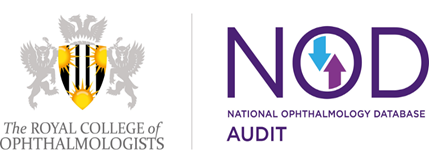 The ROYAL COLLEGE of
OPHTHALMOLOGISTS
NOD
NATIONAL OPHTHALMOLOGY DATABASE
AUDIT